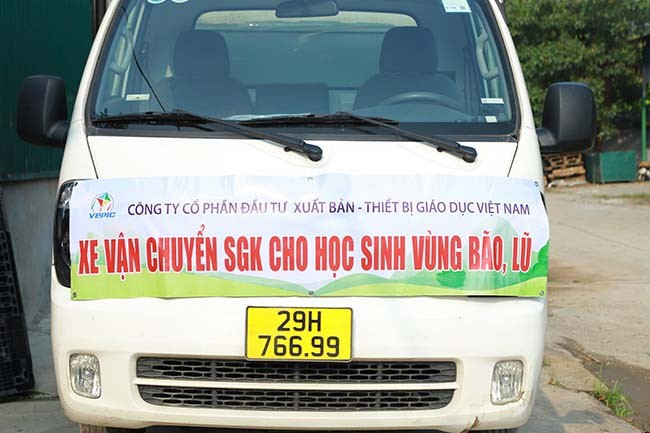 VEPIC
CÔNG TY CỔ PHẦN ĐẦU TƯ XUẤT BẢN - THIẾT BỊ GIÁO DỤC VIỆT NAM
XE VẬN CHUYỂN SGK CHO HỌC SINH VÙNG BÃO, LŨ
29H
766.99